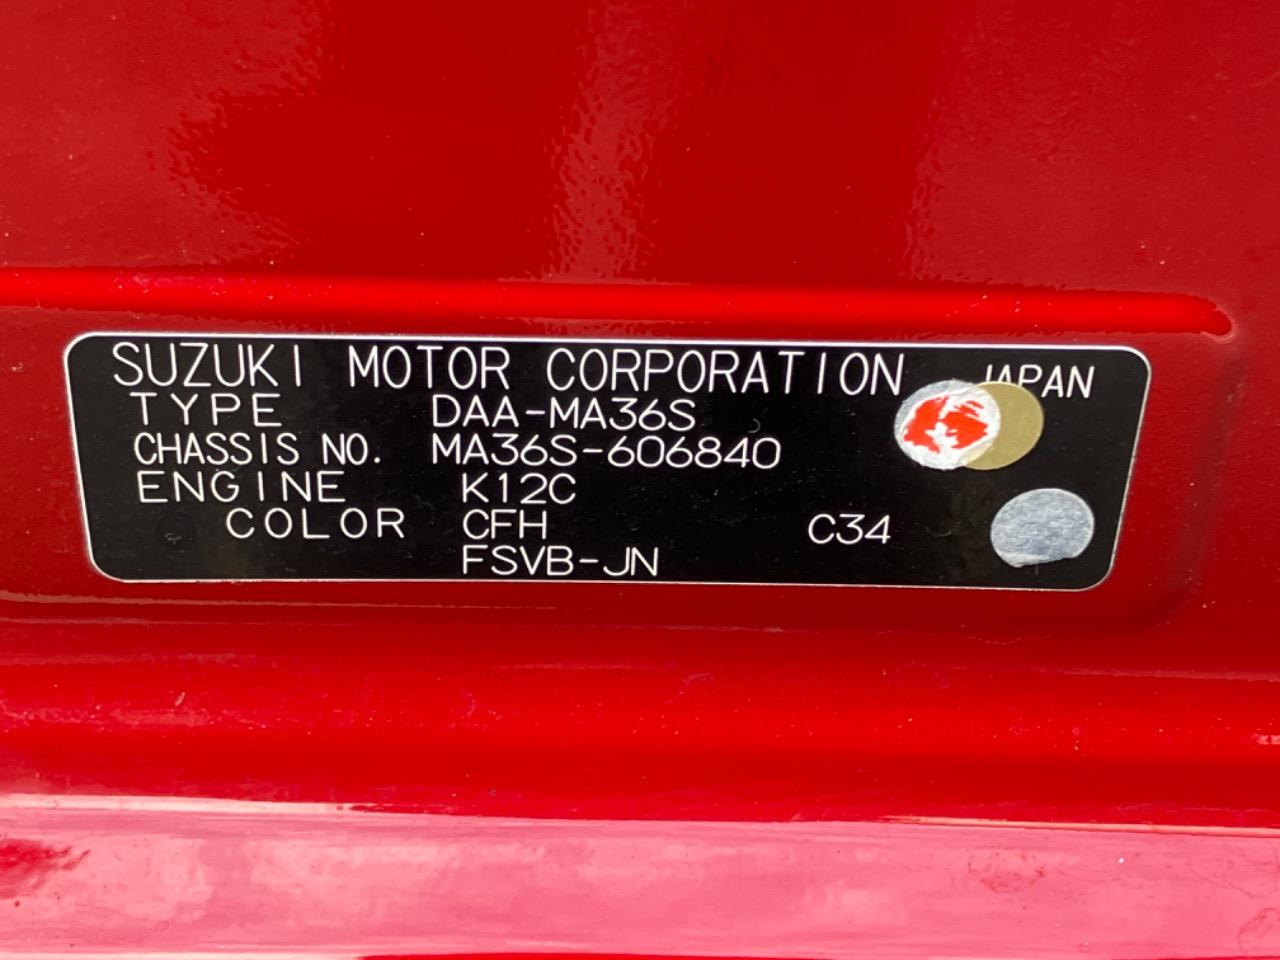 SUZUKI MOTOR CORPORATION JAPAN
TYPE DAA-MA36S
CHASSIS NO. MA36S-606840
ENGINE K12C
COLOR CFH C34
FSVB-JN